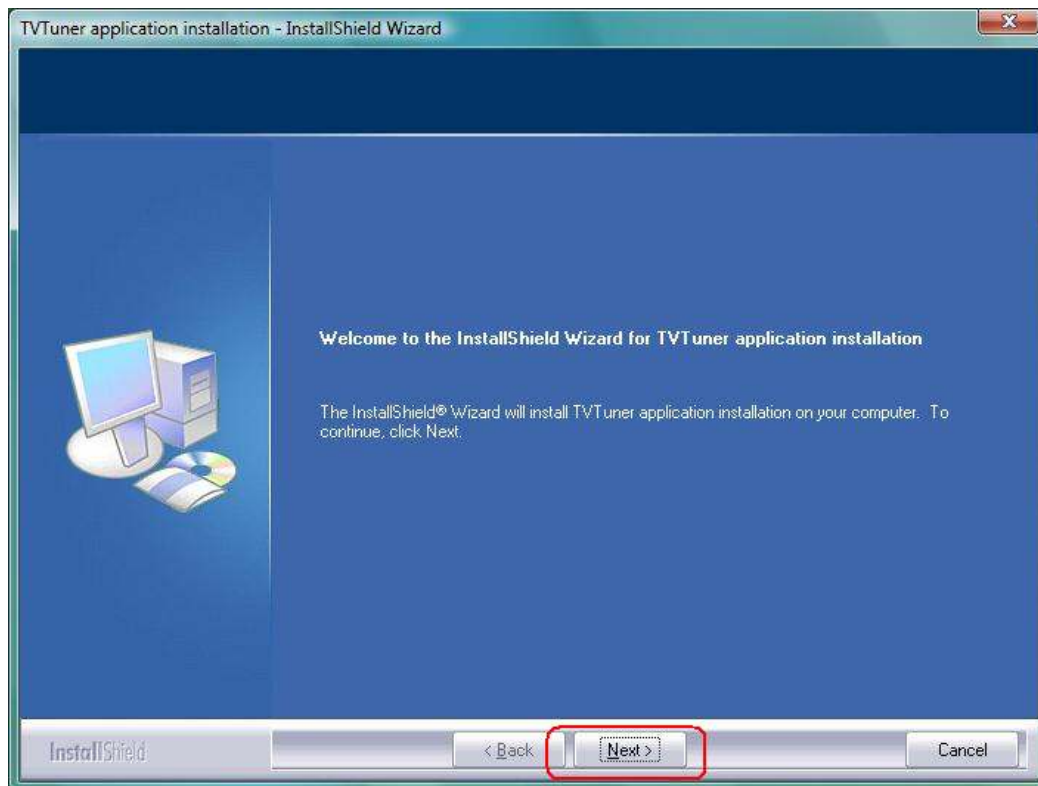 TVTuner application installation - InstallShield Wizard
X
Welcome to the InstallShield Wizard for TVTuner application installation
The InstallShield® Wizard will install TVTuner application installation on your computer. To
continue, click Next.
InstallShield
< Back
Next >
Cancel